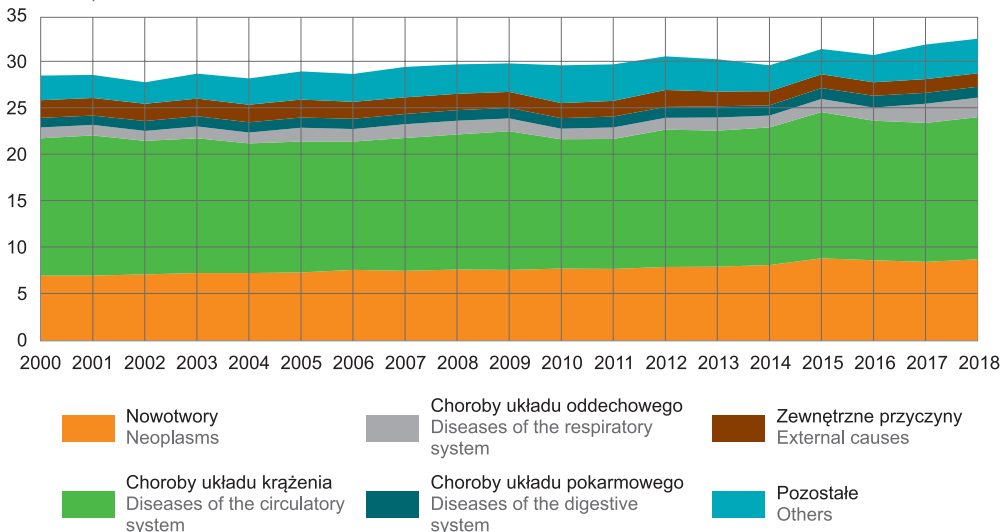 35
30
25
20
15
10
5
0
2000 2001 2002 2003 2004 2005 2006 2007 2008 2009 2010 2011 2012 2013 2014 2015 2016 2017 2018
Nowotwory
Neoplasms
Choroby układu oddechowego
Diseases of the respiratory
system
Zewnętrzne przyczyny
External causes
Choroby układu krążenia
Diseases of the circulatory
system
Choroby układu pokarmowego
Diseases of the digestive
system
Pozostałe
Others